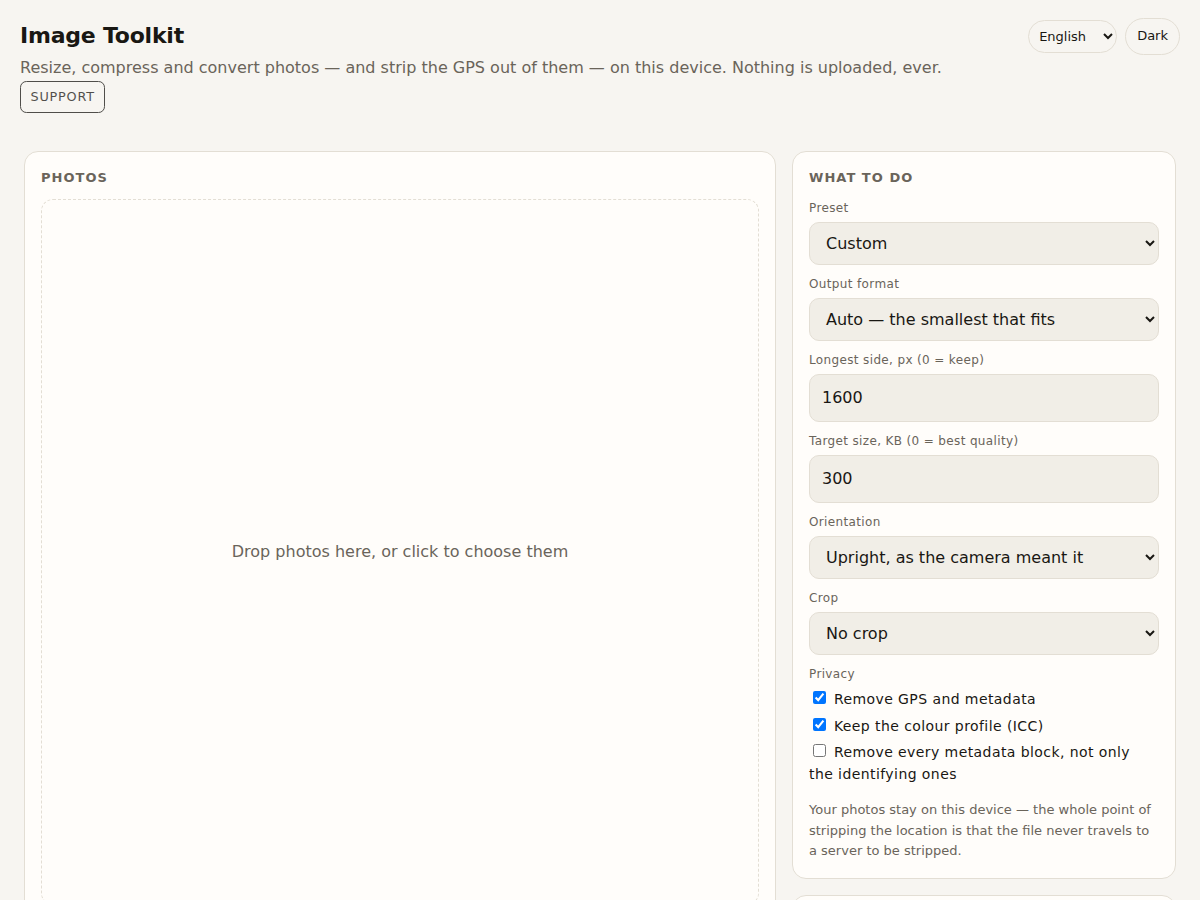 Image Toolkit
English
Dark
Resize, compress and convert photos — and strip the GPS out of them — on this device. Nothing is uploaded, ever.
SUPPORT
PHOTOS
Drop photos here, or click to choose them
WHAT TO DO
Preset
Custom
Output format
Auto — the smallest that fits
Longest side, px (0 = keep)
1600
Target size, KB (0 = best quality)
300
Orientation
Upright, as the camera meant it
Crop
No crop
Privacy
Remove GPS and metadata
Keep the colour profile (ICC)
Remove every metadata block, not only
the identifying ones
Your photos stay on this device — the whole point of
stripping the location is that the file never travels to
a server to be stripped.